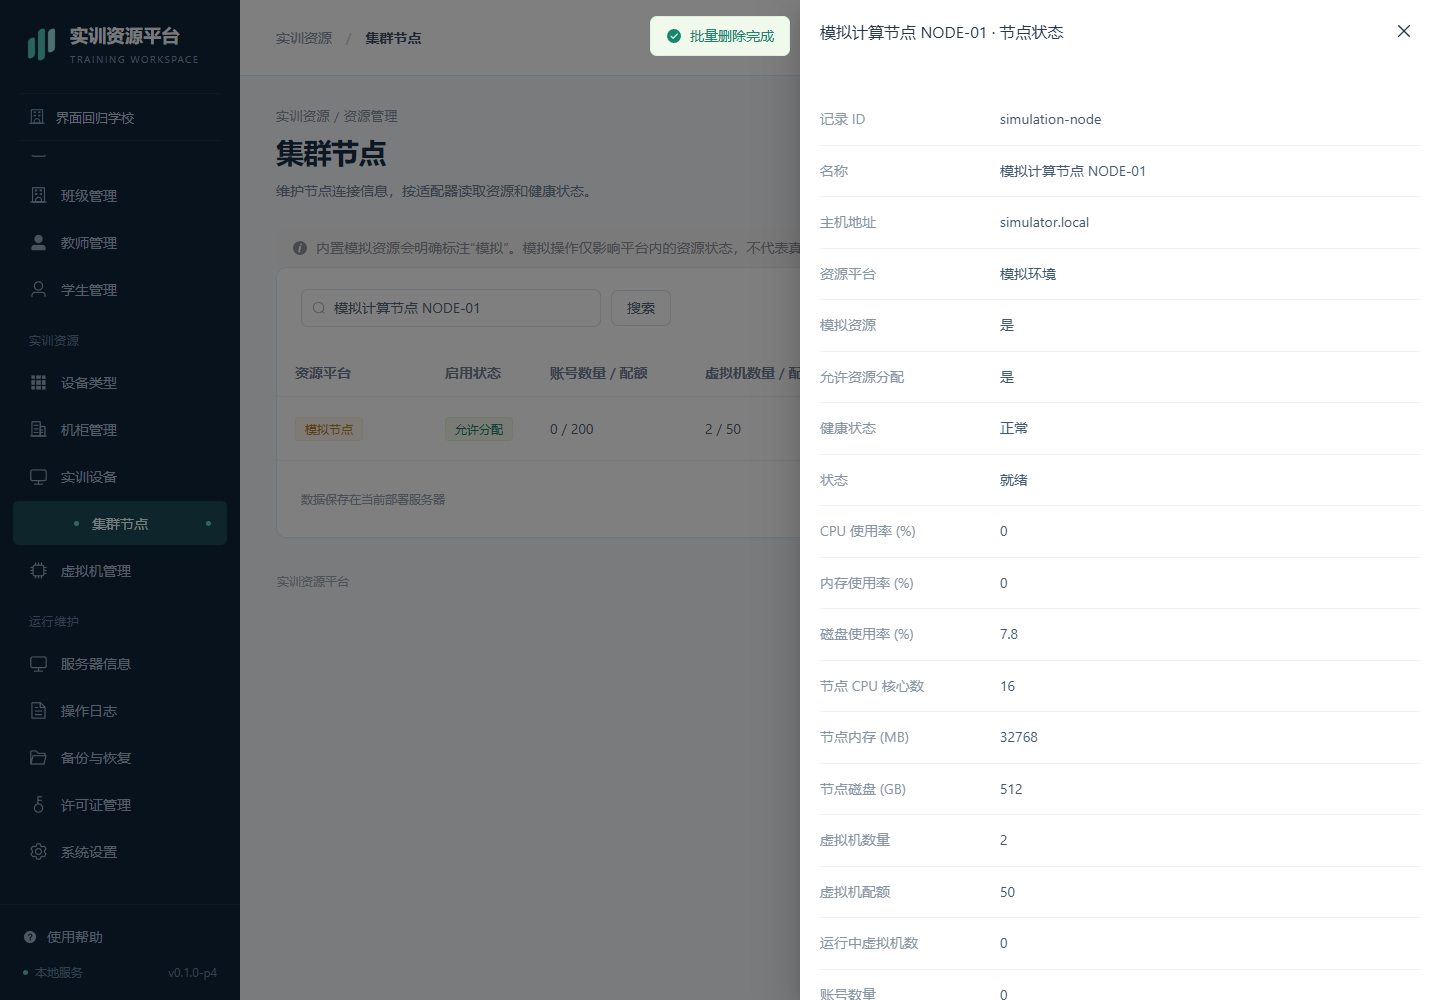 实训资源平台
TRAINING WORKSPACE
界面回归学校
班级管理
教师管理
学生管理
实训资源
设备类型
机柜管理
实训设备
集群节点
虚拟机管理
运行维护
服务器信息
操作日志
备份与恢复
许可证管理
系统设置
使用帮助
本地服务 v0.1.0-p4
实训资源 / 集群节点
批量删除完成
实训资源 / 资源管理
集群节点
维护节点连接信息，按适配器读取资源和健康状态。
内置模拟资源会明确标注“模拟”。模拟操作仅影响平台内的资源状态，不代表真
模拟计算节点 NODE-01 搜索
资源平台 启用状态 账号数量 / 配额 虚拟机数量 / 配
模拟节点 允许分配 0 / 200 2 / 50
数据保存在当前部署服务器
实训资源平台
模拟计算节点 NODE-01 · 节点状态
记录 ID simulation-node
名称 模拟计算节点 NODE-01
主机地址 simulator.local
资源平台 模拟环境
模拟资源 是
允许资源分配 是
健康状态 正常
状态 就绪
CPU 使用率 (%) 0
内存使用率 (%) 0
磁盘使用率 (%) 7.8
节点 CPU 核心数 16
节点内存 (MB) 32768
节点磁盘 (GB) 512
虚拟机数量 2
虚拟机配额 50
运行中虚拟机数 0
账号数量 0